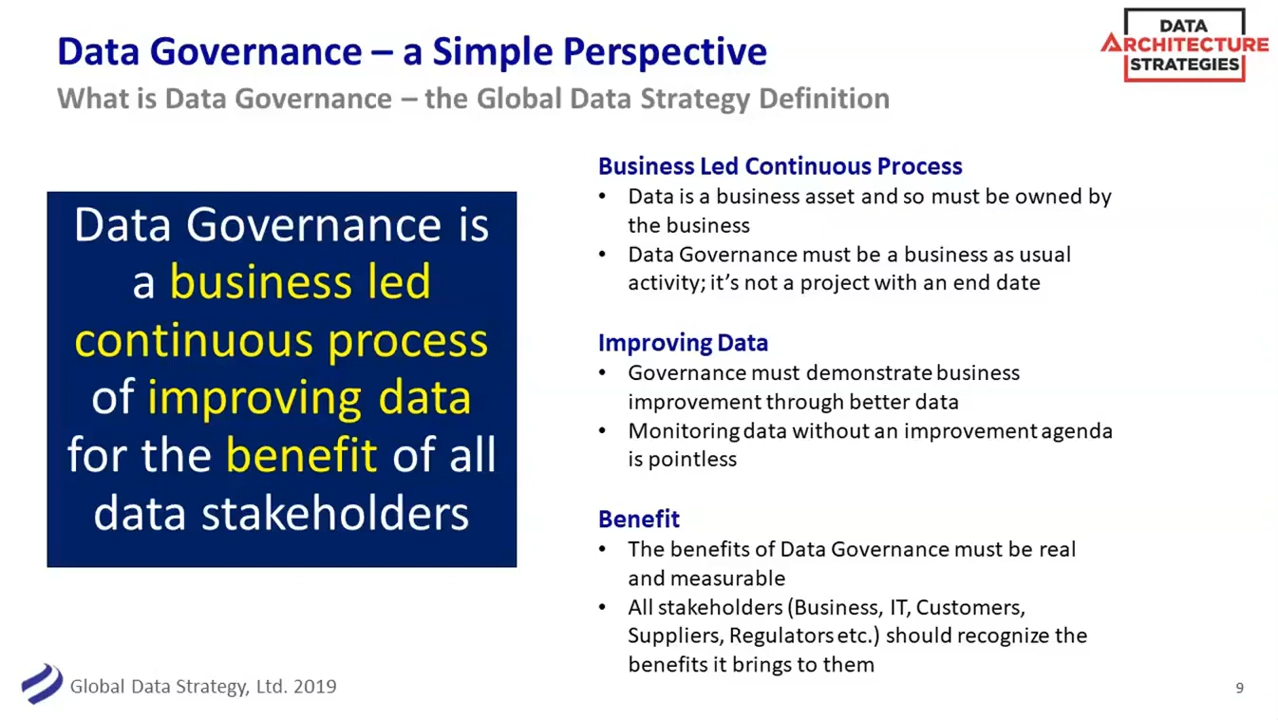 Data Governance – a Simple Perspective
What is Data Governance – the Global Data Strategy Definition
DATA
ARCHITECTURE
STRATEGIES
Data Governance is
a business led
continuous process
of improving data
for the benefit of all
data stakeholders
Business Led Continuous Process
• Data is a business asset and so must be owned by
the business
• Data Governance must be a business as usual
activity; it's not a project with an end date
Improving Data
• Governance must demonstrate business
improvement through better data
• Monitoring data without an improvement agenda
is pointless
Benefit
• The benefits of Data Governance must be real
and measurable
• All stakeholders (Business, IT, Customers,
Suppliers, Regulators etc.) should recognize the
benefits it brings to them
Global Data Strategy, Ltd. 2019
9